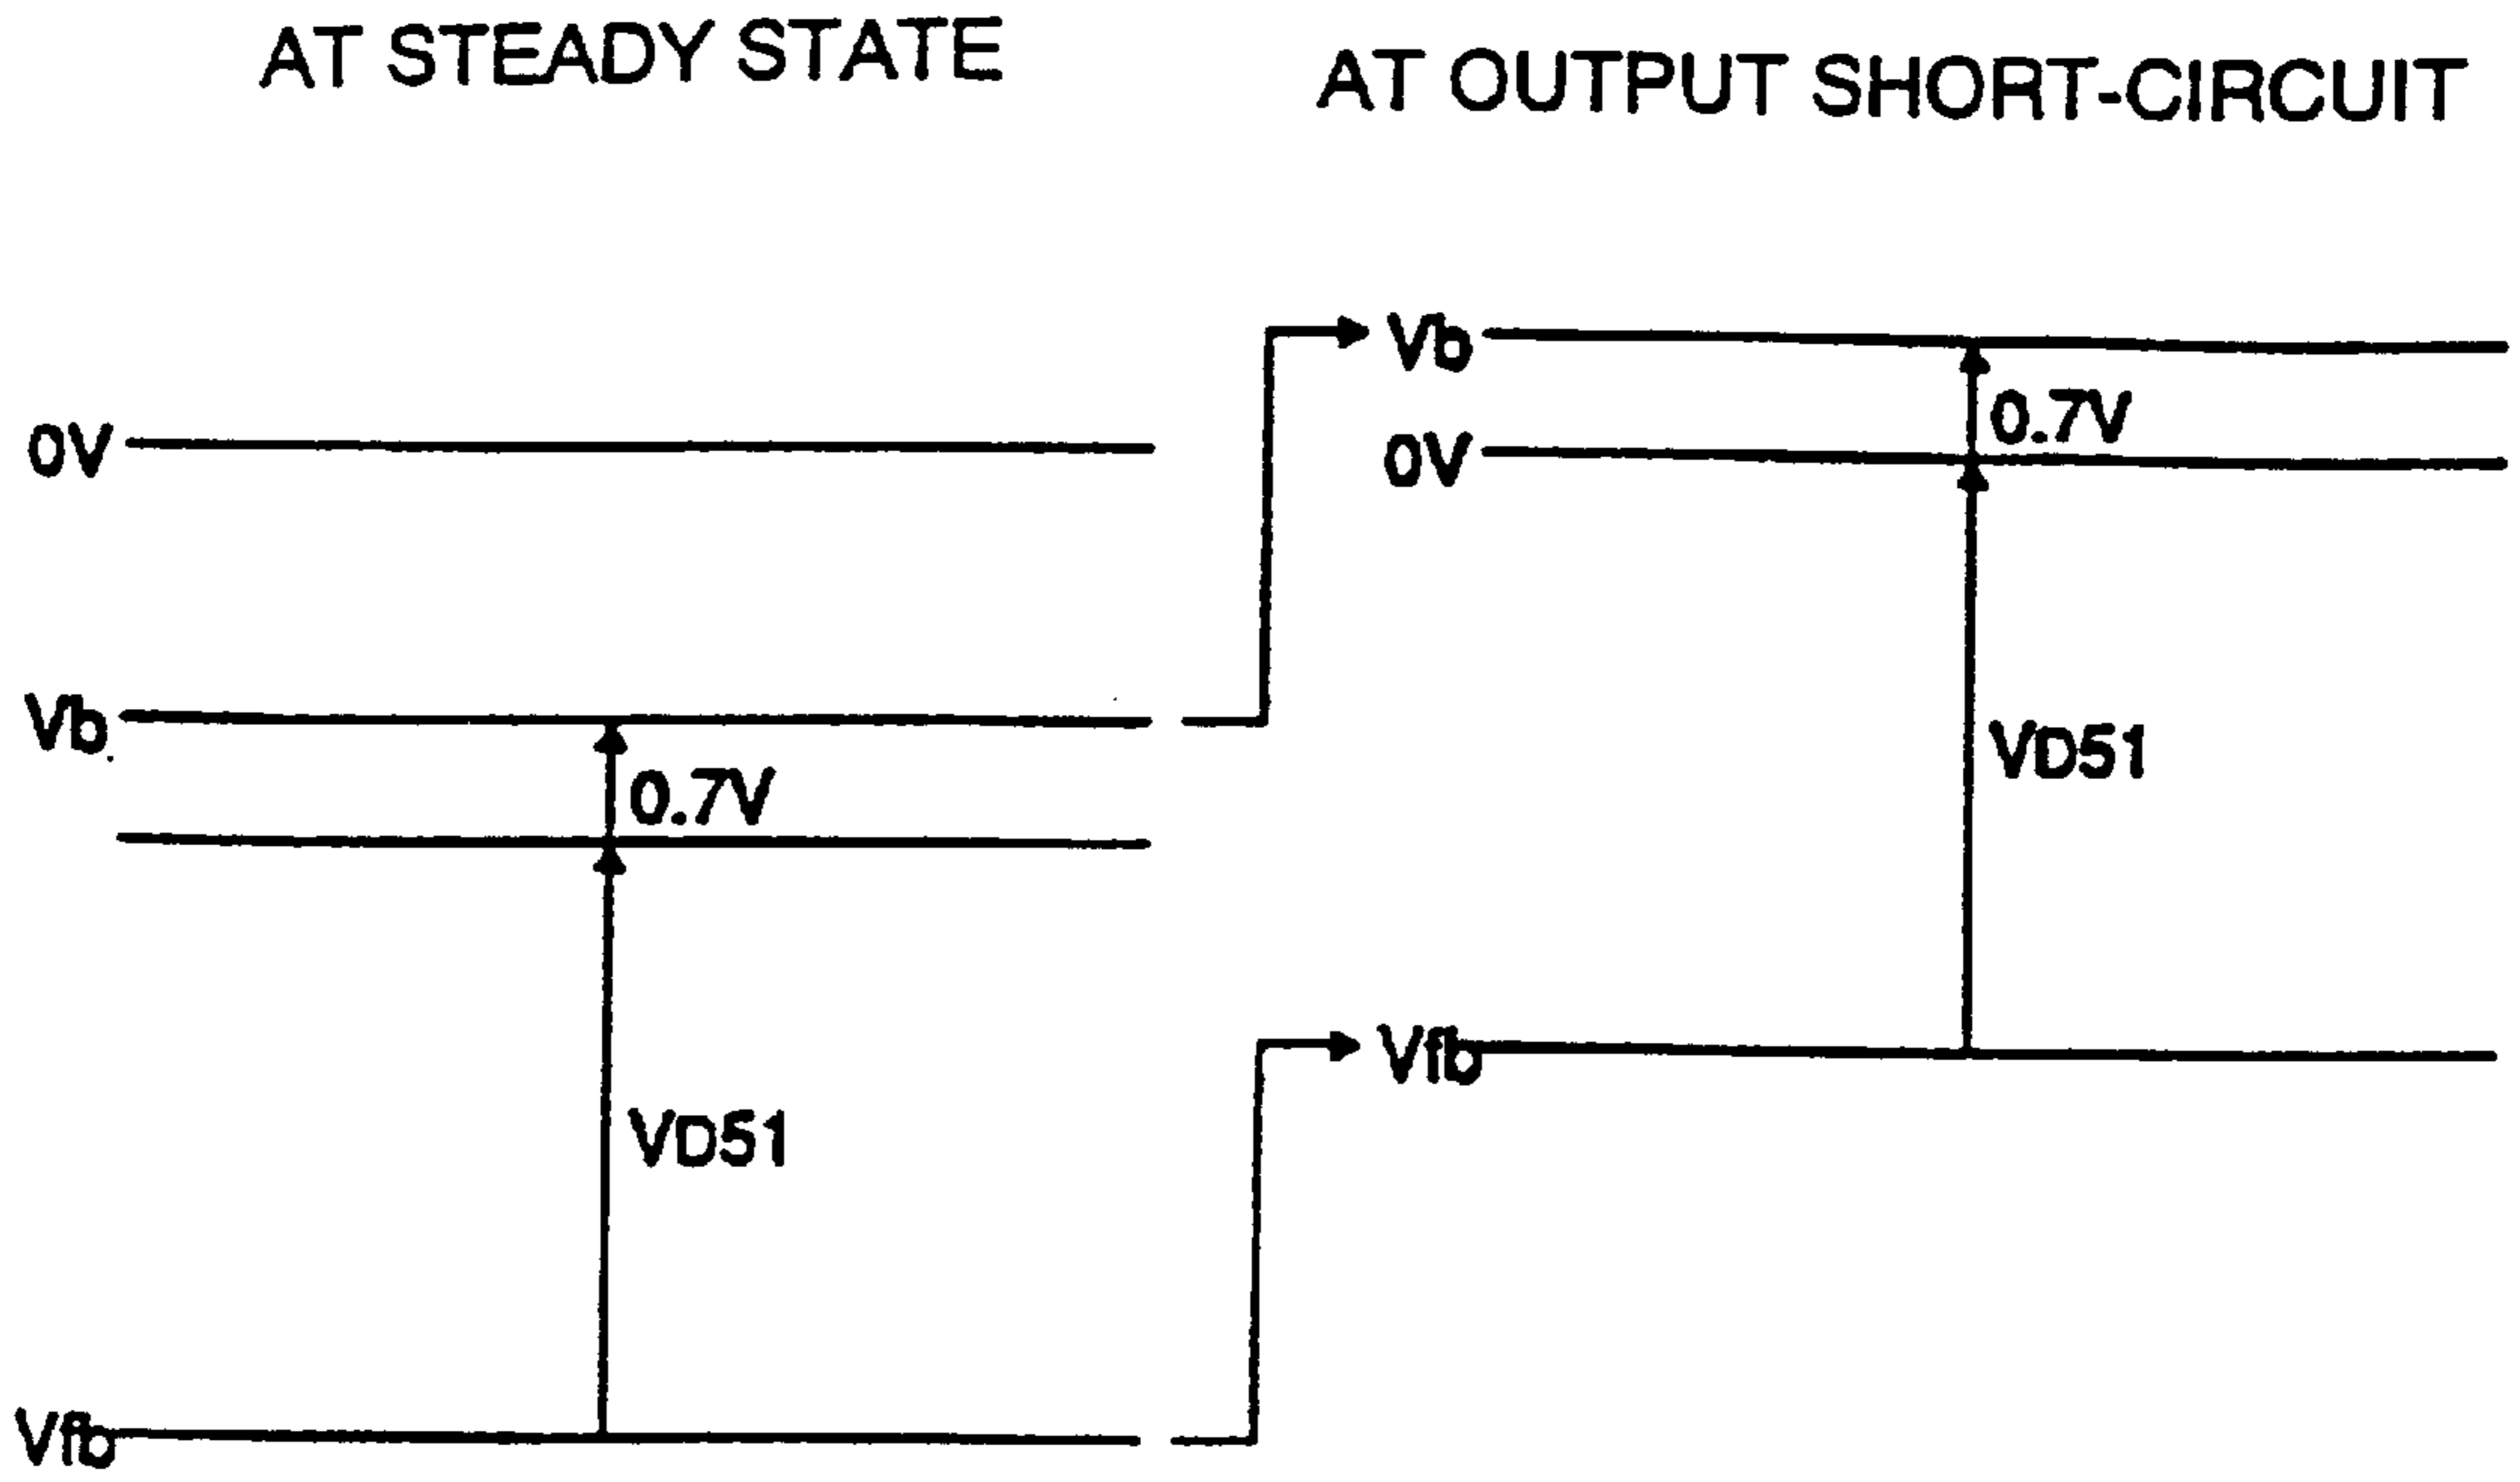 AT STEADY STATE
AT OUTPUT SHORT-CIRCUIT
0V
Vb
0.7V
VD51
Vfb
Vb
0V
0.7V
VD51
Vfb